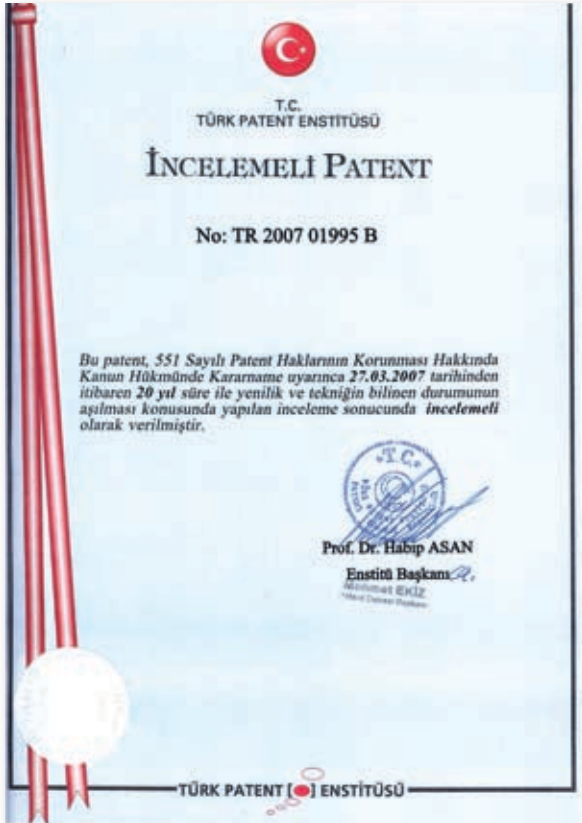 T.C.
TÜRK PATENT ENSTİTÜSÜ
İNCELEMELİ PATENT
No: TR 2007 01995 B
Bu patent, 551 Sayılı Patent Haklarının Korunması Hakkında
Kanun Hükmünde Kararname uyarınca 27.03.2007 tarihinden
itibaren 20 yıl süre ile yenilik ve tekniğin bilinen durumunun
aşılması konusunda yapılan inceleme sonucunda incelemeli
olarak verilmiştir.
T.C.
Prof. Dr. Habip ASAN
Enstitü Başkanı
Mehmet EKİZ
TÜRK PATENT [ ] ENSTİTÜSÜ